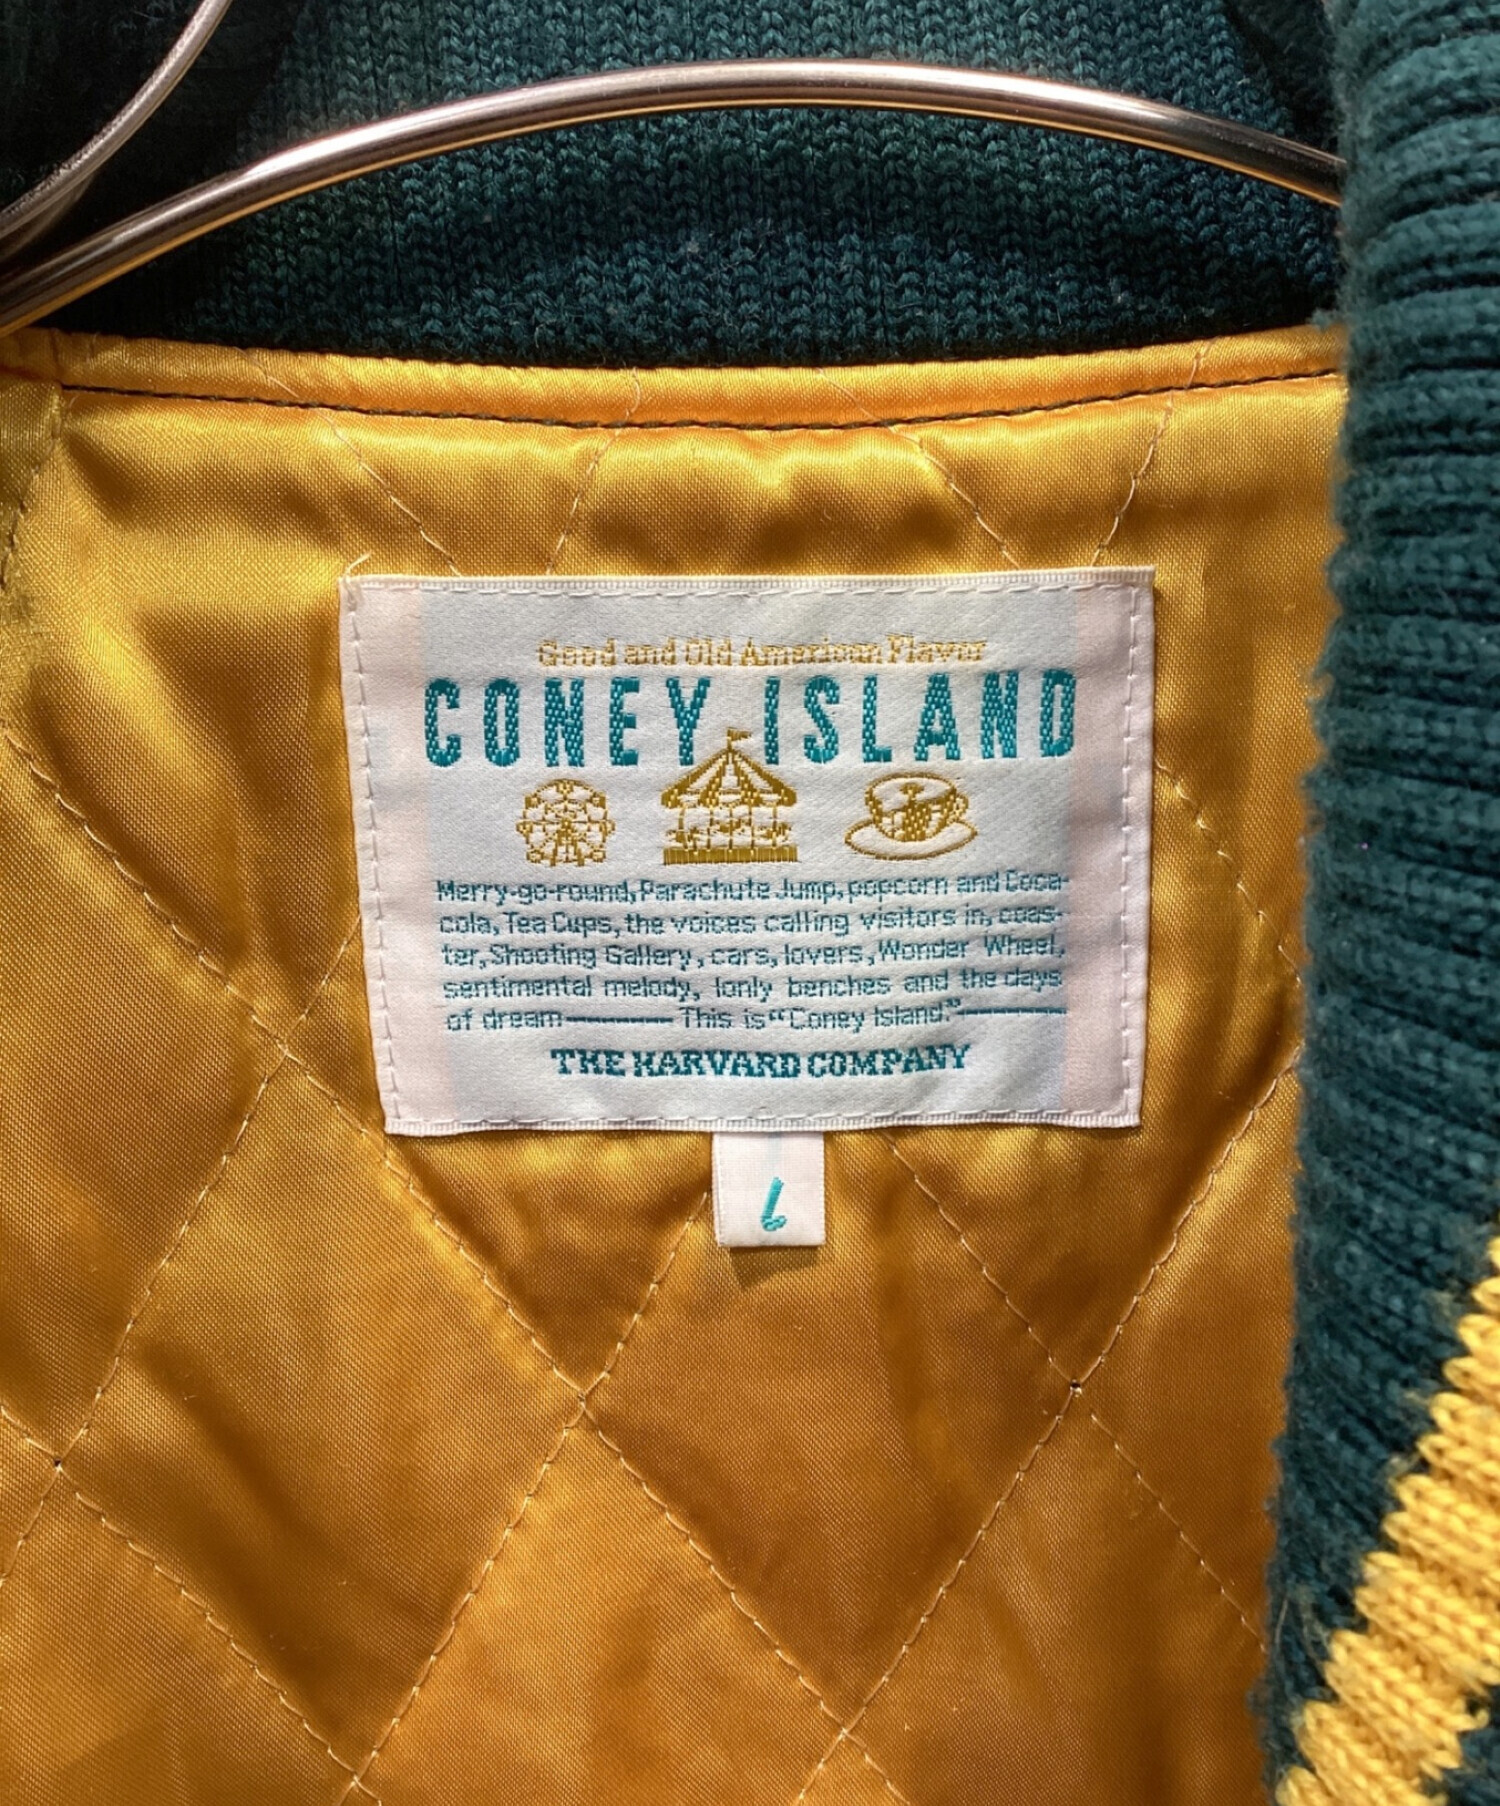 Good and Old American Flavor
CONEY ISLAND
Merry-go-round, Parachute Jump, popcorn and Coca-
cola, Tea Cups, the voices calling visitors in, coas-
ter, Shooting Gallery, cars, lovers, Wonder Wheel,
sentimental melody, lonly benches and the days
of dream———This is "Coney Island."———
THE HARVARD COMPANY
L